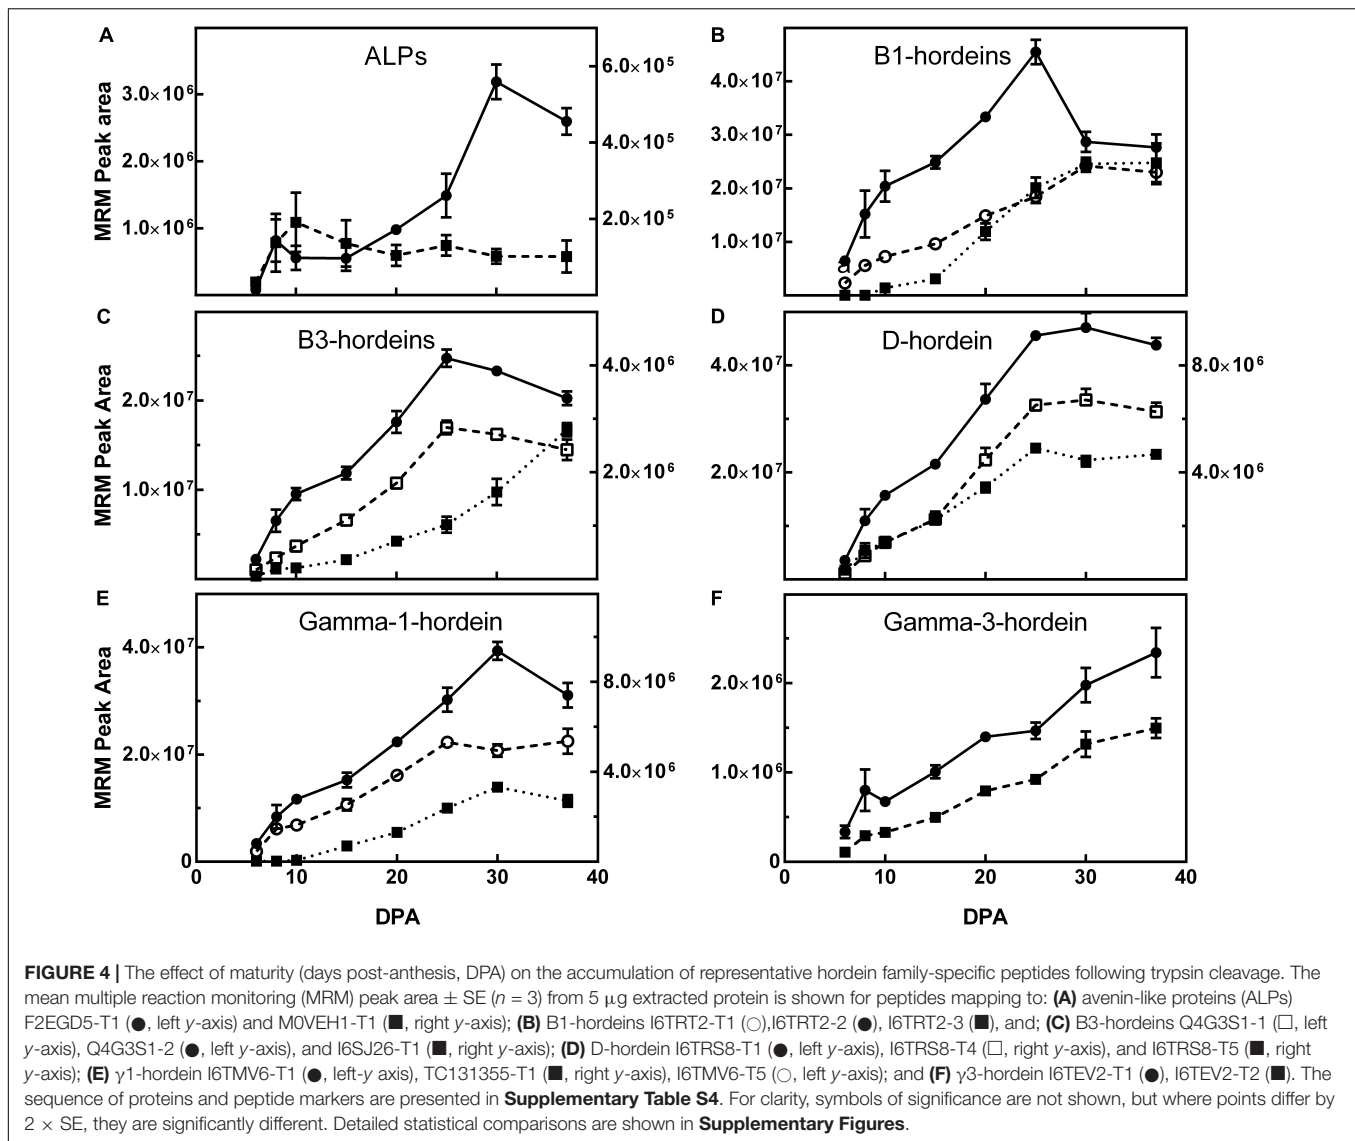 A
ALPs
MRM Peak area
3.0×10⁶
2.0×10⁶
1.0×10⁶
6.0×10⁵
4.0×10⁵
2.0×10⁵
B
B1-hordeins
4.0×10⁷
3.0×10⁷
2.0×10⁷
1.0×10⁷
a
C
B3-hordeins
MRM Peak Area
2.0×10⁷
1.0×10⁷
4.0×10⁶
2.0×10⁶
D
D-hordein
4.0×10⁷
2.0×10⁷
8.0×10⁶
4.0×10⁶
E
Gamma-1-hordein
MRM Peak Area
4.0×10⁷
2.0×10⁷
0
8.0×10⁶
4.0×10⁶
0 10 20 30 40
DPA
F
Gamma-3-hordein
2.0×10⁶
1.0×10⁶
0
0 10 20 30 40
DPA
FIGURE 4 | The effect of maturity (days post-anthesis, DPA) on the accumulation of representative hordein family-specific peptides following trypsin cleavage. The
mean multiple reaction monitoring (MRM) peak area ± SE (n = 3) from 5 μg extracted protein is shown for peptides mapping to: (A) avenin-like proteins (ALPs)
F2EGD5-T1 (●, left y-axis) and M0VEH1-T1 (■, right y-axis); (B) B1-hordeins I6TRT2-T1 (○),I6TRT2-2 (●), I6TRT2-3 (■), and; (C) B3-hordeins Q4G3S1-1 (□, left
y-axis), Q4G3S1-2 (●, left y-axis), and I6SJ26-T1 (■, right y-axis); (D) D-hordein I6TRS8-T1 (●, left y-axis), I6TRS8-T4 (□, right y-axis), and I6TRS8-T5 (■, right
y-axis); (E) γ1-hordein I6TMV6-T1 (●, left-y axis), TC131355-T1 (■, right y-axis), I6TMV6-T5 (○, left y-axis); and (F) γ3-hordein I6TEV2-T1 (●), I6TEV2-T2 (■). The
sequence of proteins and peptide markers are presented in Supplementary Table S4. For clarity, symbols of significance are not shown, but where points differ by
2 × SE, they are significantly different. Detailed statistical comparisons are shown in Supplementary Figures.